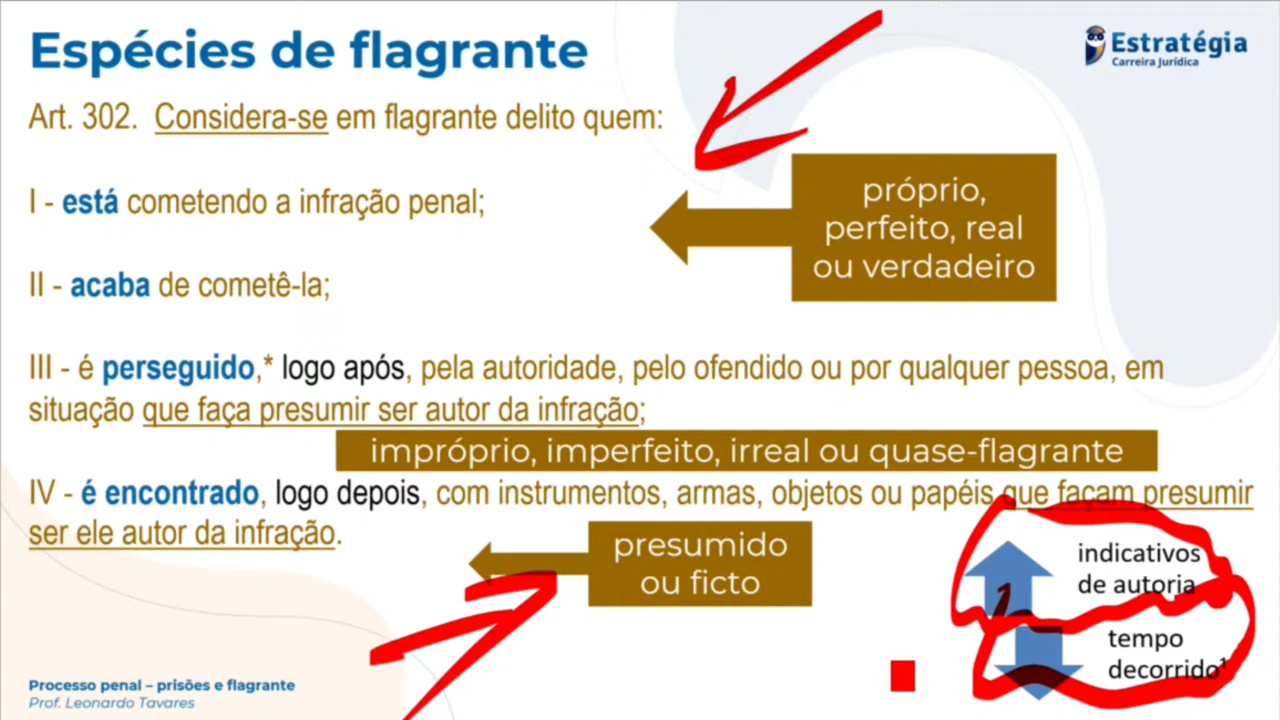 Espécies de flagrante
Estratégia
Carreira Jurídica
Art. 302. Considera-se em flagrante delito quem:
I - está cometendo a infração penal;
próprio,
perfeito, real
ou verdadeiro
II - acaba de cometê-la;
III - é perseguido,* logo após, pela autoridade, pelo ofendido ou por qualquer pessoa, em
situação que faça presumir ser autor da infração;
impróprio, imperfeito, irreal ou quase-flagrante
IV - é encontrado, logo depois, com instrumentos, armas, objetos ou papéis que façam presumir
ser ele autor da infração.
presumido
ou ficto
indicativos
de autoria
tempo
decorrido¹
Processo penal – prisões e flagrante
Prof. Leonardo Tavares